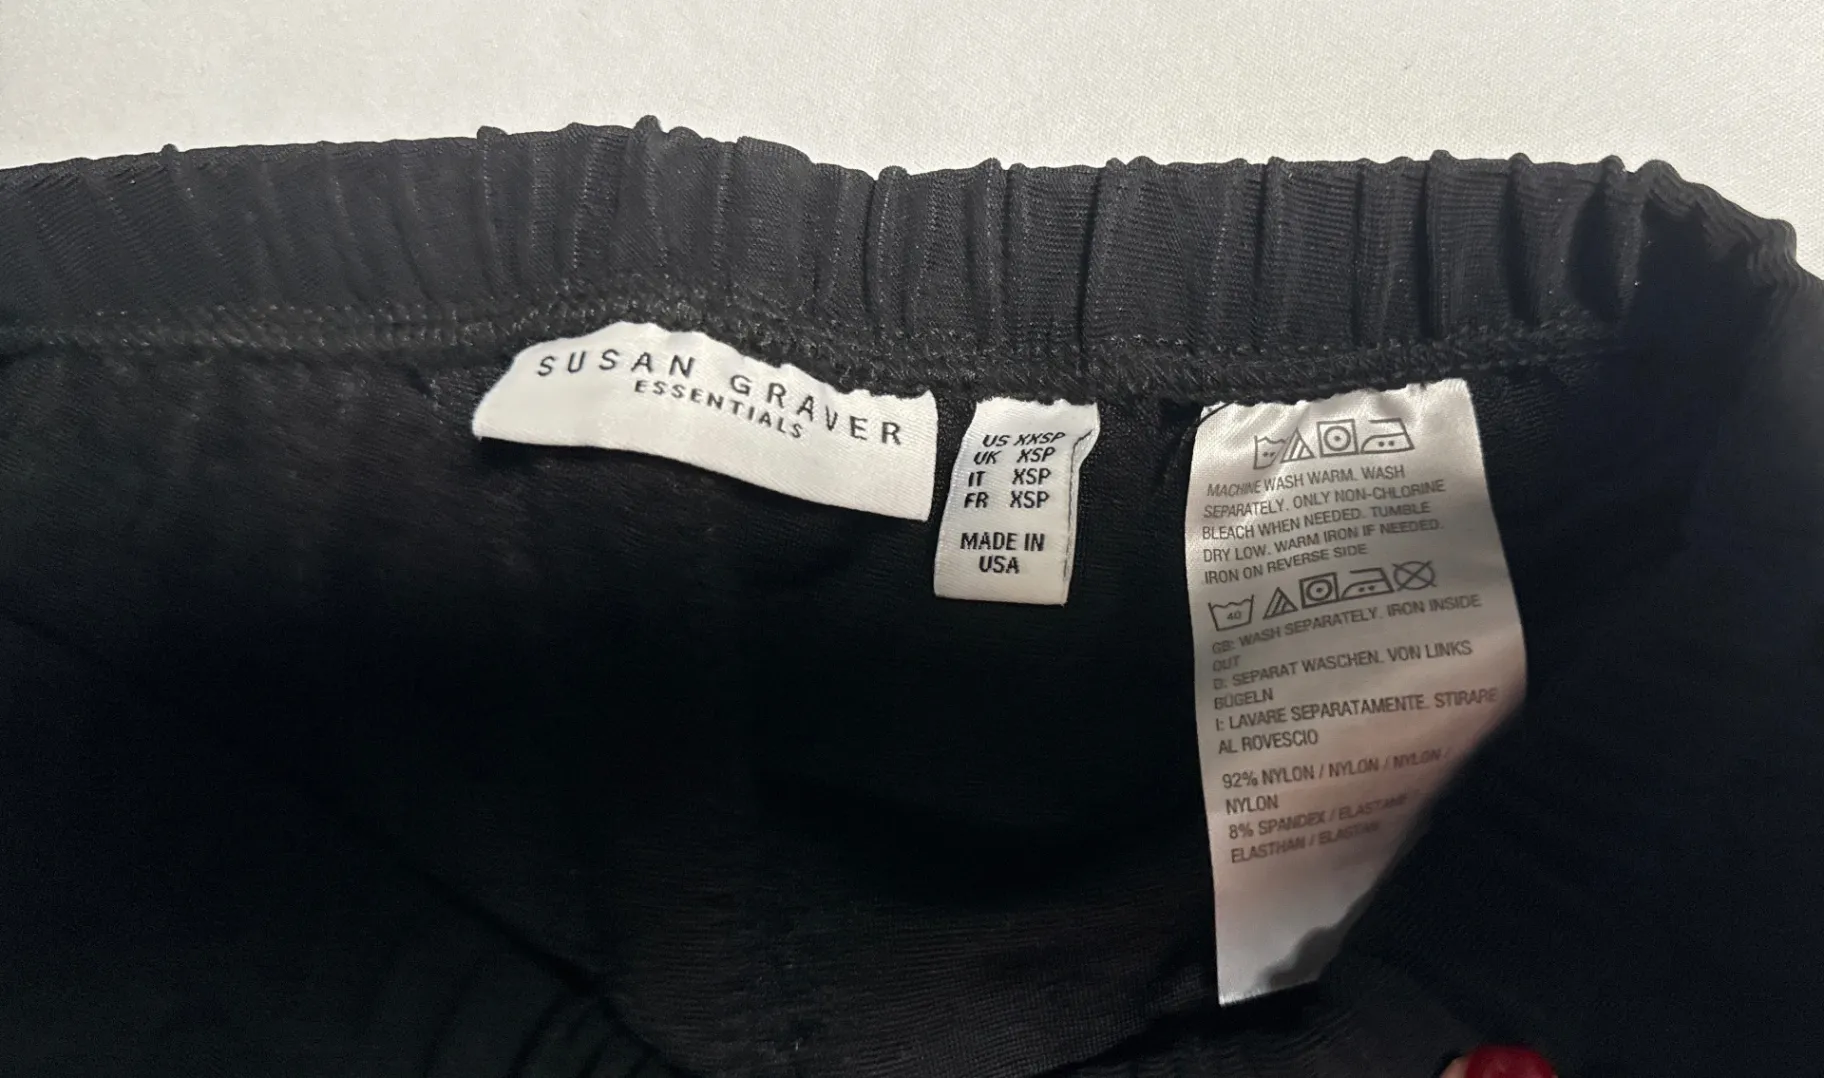 SUSAN GRAVER
ESSENTIALS
US XXSP
UK XSP
IT XSP
FR XSP
MADE IN
USA
MACHINE WASH WARM. WASH
SEPARATELY. ONLY NON-CHLORINE
BLEACH WHEN NEEDED. TUMBLE
DRY LOW. WARM IRON IF NEEDED.
IRON ON REVERSE SIDE
40
GB: WASH SEPARATELY. IRON INSIDE
OUT
D: SEPARAT WASCHEN. VON LINKS
BÜGELN
I: LAVARE SEPARATAMENTE. STIRARE
AL ROVESCIO
92% NYLON / NYLON / NYLON /
NYLON
8% SPANDEX / ELASTANE /
ELASTHAN / ELASTAN